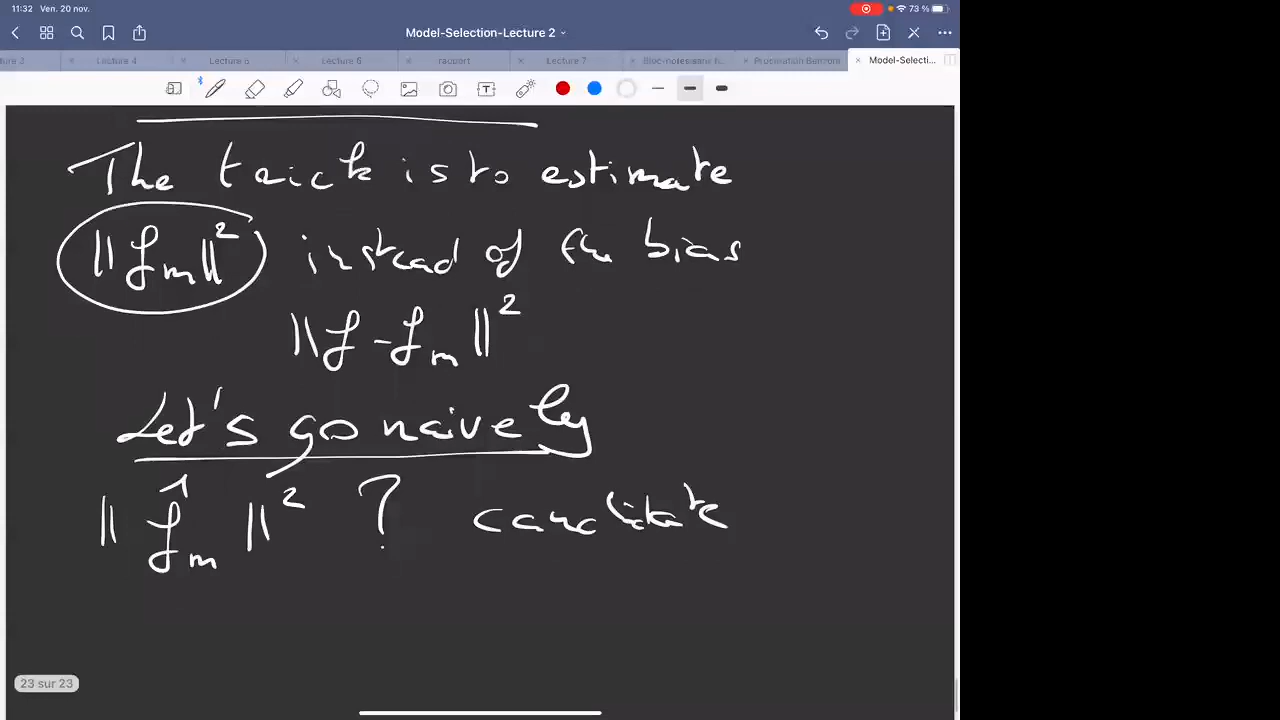 11:32 Ven. 20 nov.
73 %
Model-Selection-Lecture 2
Lecture 4
Lecture 5
Lecture 6
rapport
Lecture 7
Model-Selecti...
The trick is to estimate
‖f_m‖² instead of the bias
‖f - f_m‖²
Let's go naively
‖f̂_m‖² ? candidate
23 sur 23